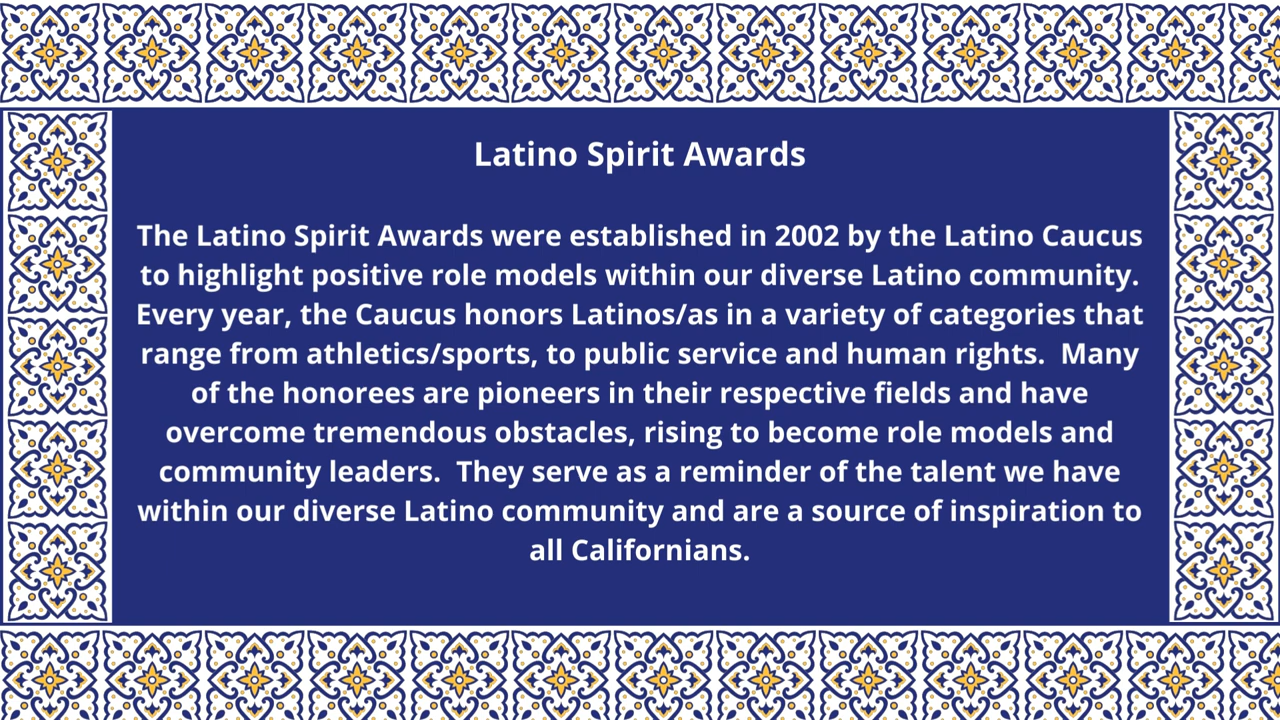 Latino Spirit Awards
The Latino Spirit Awards were established in 2002 by the Latino Caucus
to highlight positive role models within our diverse Latino community.
Every year, the Caucus honors Latinos/as in a variety of categories that
range from athletics/sports, to public service and human rights.  Many
of the honorees are pioneers in their respective fields and have
overcome tremendous obstacles, rising to become role models and
community leaders.  They serve as a reminder of the talent we have
within our diverse Latino community and are a source of inspiration to
all Californians.